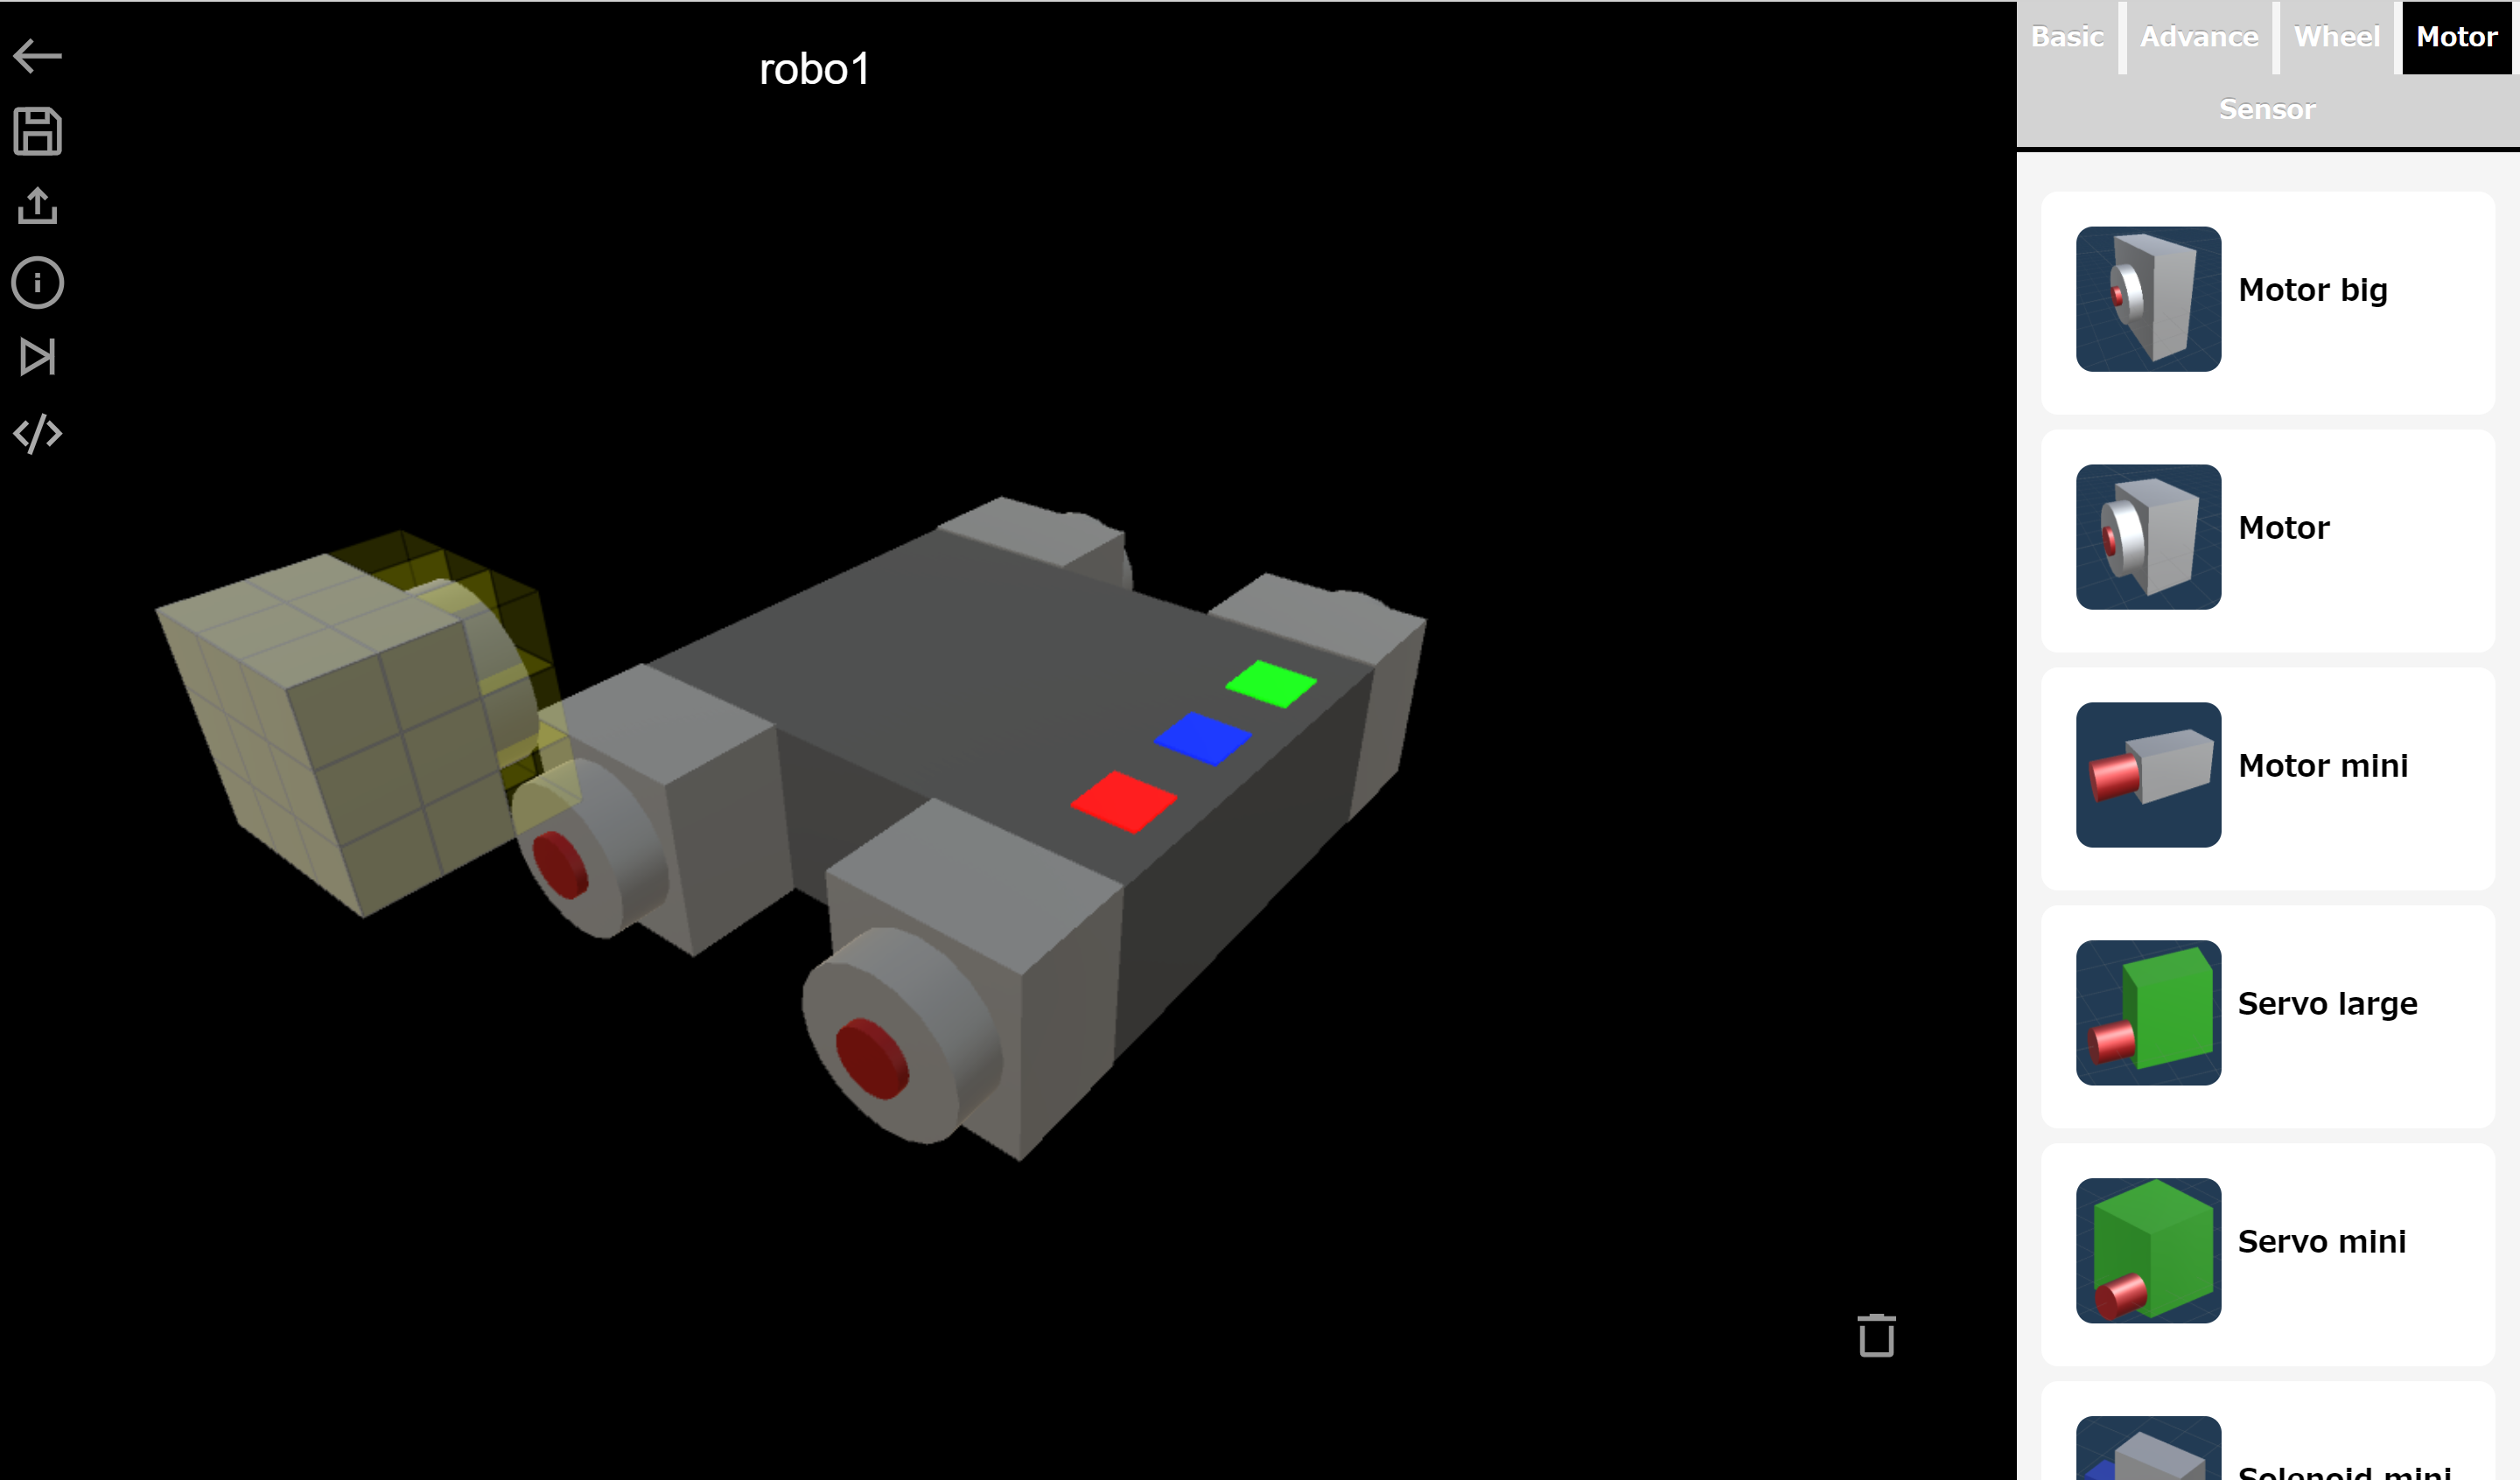 robo1
Basic
Advance
Wheel
Motor
Sensor
Motor big
Motor
Motor mini
Servo large
Servo mini
Solenoid mini